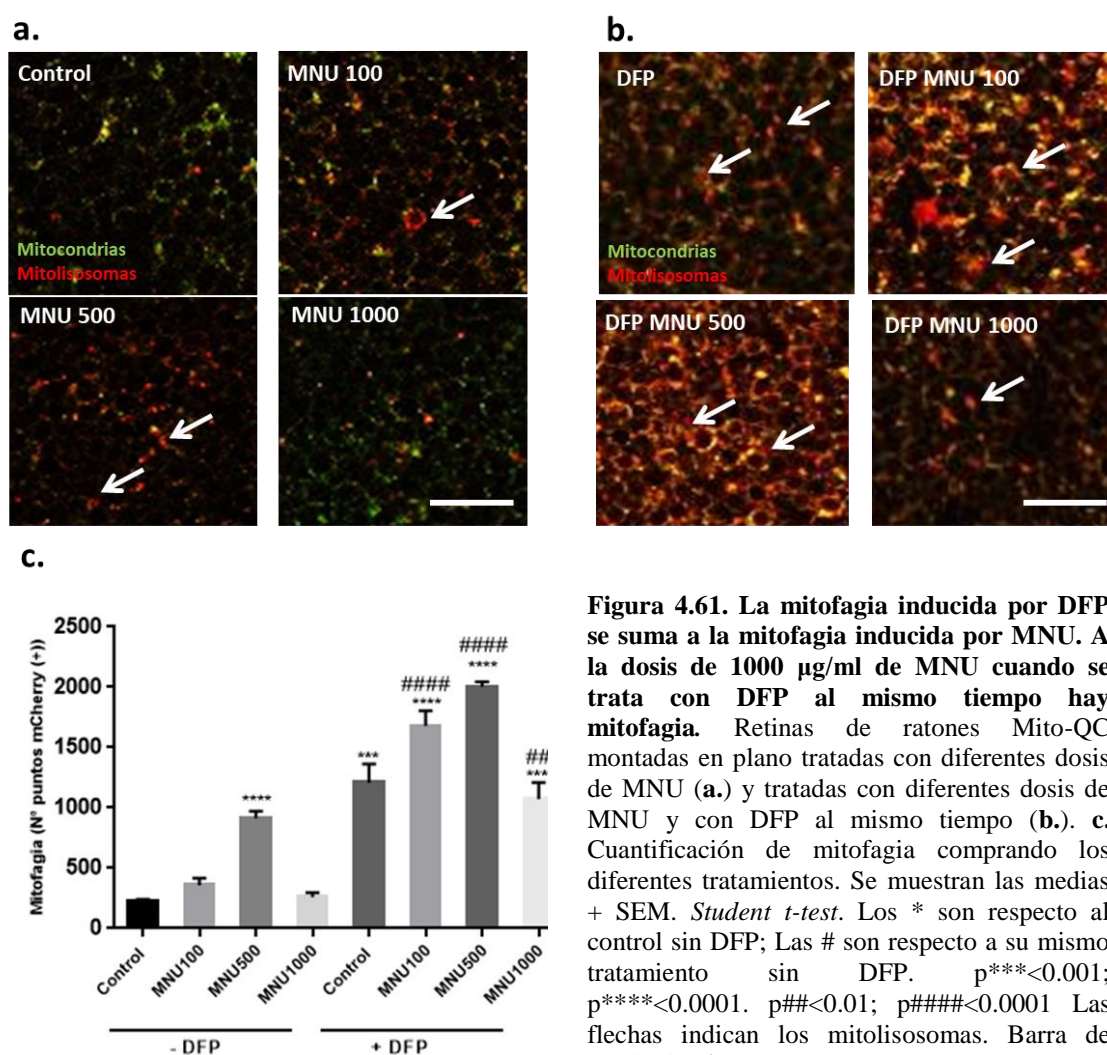 a.
Control
MNU 100
Mitocondrias
Mitolisosomas
MNU 500
MNU 1000
b.
DFP
DFP MNU 100
Mitocondrias
Mitolisosomas
DFP MNU 500
DFP MNU 1000
c.
Mitofagia (Nº puntos mCherry (+))
2500
2000
1500
1000
500
0
****
***
####
****
####
****
##
***
Control
MNU100
MNU500
MNU1000
Control
MNU100
MNU500
MNU1000
- DFP
+ DFP
Figura 4.61. La mitofagia inducida por DFP
se suma a la mitofagia inducida por MNU. A
la dosis de 1000 µg/ml de MNU cuando se
trata con DFP al mismo tiempo hay
mitofagia. Retinas de ratones Mito-QC
montadas en plano tratadas con diferentes dosis
de MNU (a.) y tratadas con diferentes dosis de
MNU y con DFP al mismo tiempo (b.). c.
Cuantificación de mitofagia comprando los
diferentes tratamientos. Se muestran las medias
+ SEM. Student t-test. Los * son respecto al
control sin DFP; Las # son respecto a su mismo
tratamiento sin DFP. p***<0.001;
p****<0.0001. p##<0.01; p####<0.0001 Las
flechas indican los mitolisosomas. Barra de